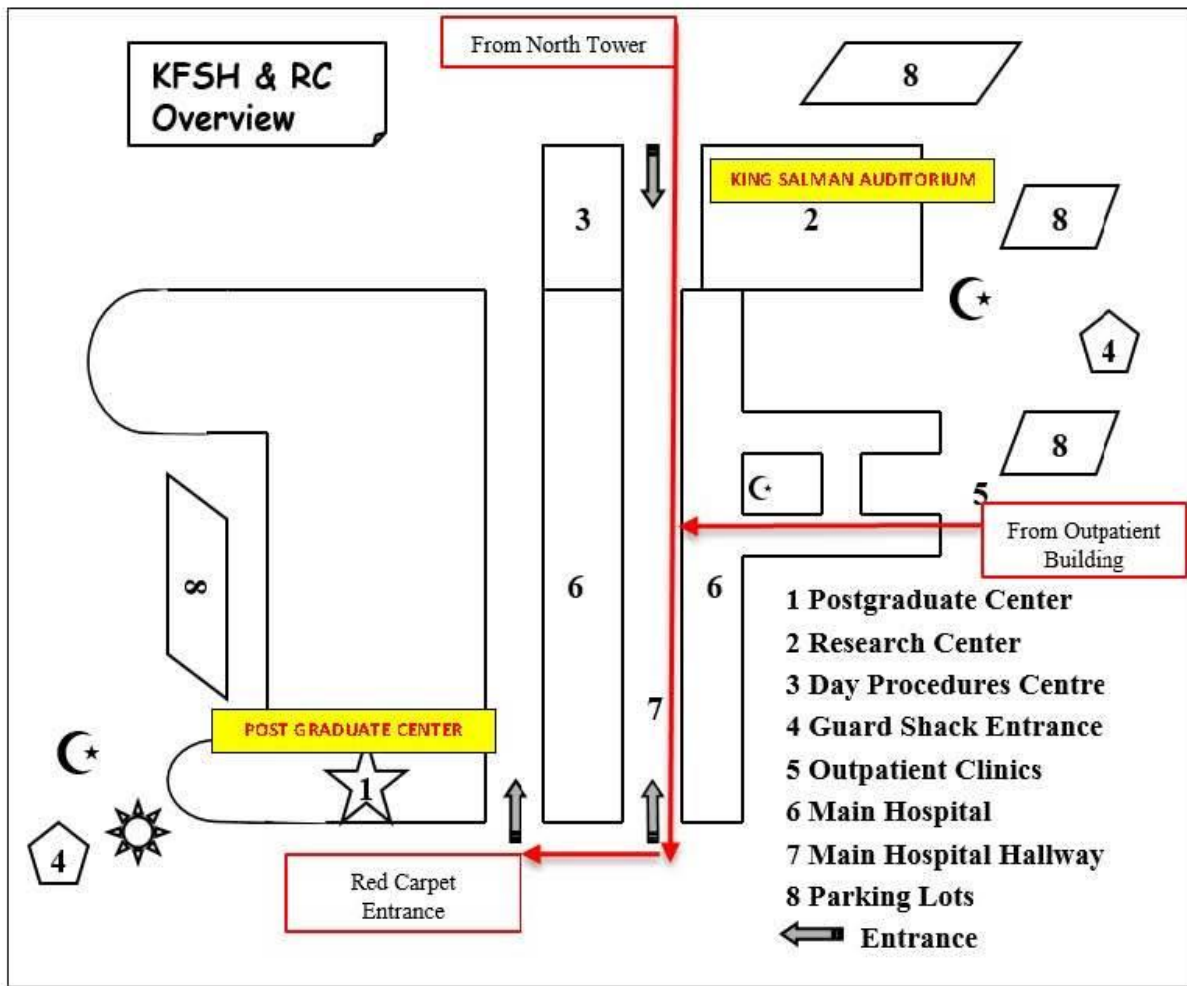 From North Tower
KFSH & RC
Overview
8
KING SALMAN AUDITORIUM
3
2
8
4
8
5
From Outpatient
Building
8
6
6
1 Postgraduate Center
2 Research Center
3 Day Procedures Centre
4 Guard Shack Entrance
5 Outpatient Clinics
6 Main Hospital
7 Main Hospital Hallway
8 Parking Lots
Entrance
7
POST GRADUATE CENTER
1
4
Red Carpet
Entrance